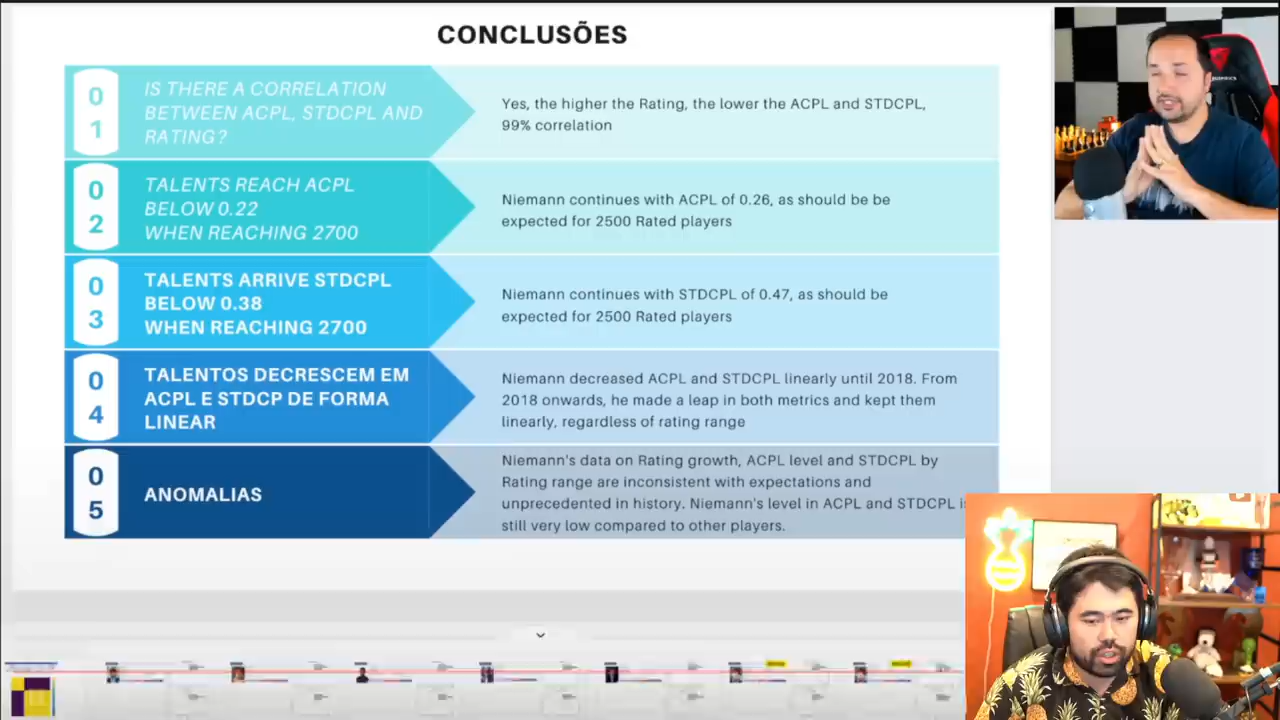 CONCLUSÕES
0
1
IS THERE A CORRELATION
BETWEEN ACPL, STDCPL AND
RATING?
Yes, the higher the Rating, the lower the ACPL and STDCPL,
99% correlation
0
2
TALENTS REACH ACPL
BELOW 0.22
WHEN REACHING 2700
Niemann continues with ACPL of 0.26, as should be be
expected for 2500 Rated players
0
3
TALENTS ARRIVE STDCPL
BELOW 0.38
WHEN REACHING 2700
Niemann continues with STDCPL of 0.47, as should be
expected for 2500 Rated players
0
4
TALENTOS DECRESCEM EM
ACPL E STDCP DE FORMA
LINEAR
Niemann decreased ACPL and STDCPL linearly until 2018. From
2018 onwards, he made a leap in both metrics and kept them
linearly, regardless of rating range
0
5
ANOMALIAS
Niemann's data on Rating growth, ACPL level and STDCPL by
Rating range are inconsistent with expectations and
unprecedented in history. Niemann's level in ACPL and STDCPL
still very low compared to other players.